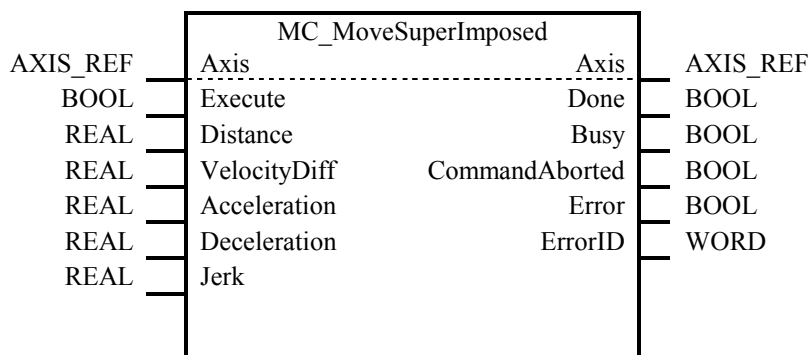 MC_MoveSuperImposed
AXIS_REF Axis Axis AXIS_REF
BOOL Execute Done BOOL
REAL Distance Busy BOOL
REAL VelocityDiff CommandAborted BOOL
REAL Acceleration Error BOOL
REAL Deceleration ErrorID WORD
REAL Jerk